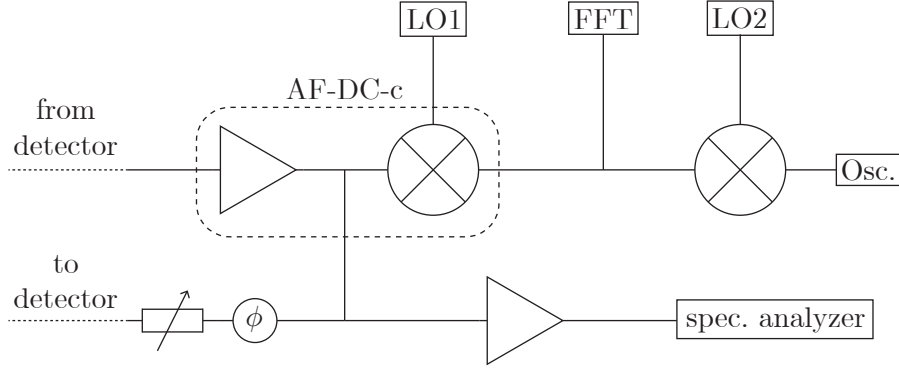 LO1
FFT
LO2
AF-DC-c
from
detector
Osc.
to
detector
ϕ
spec. analyzer